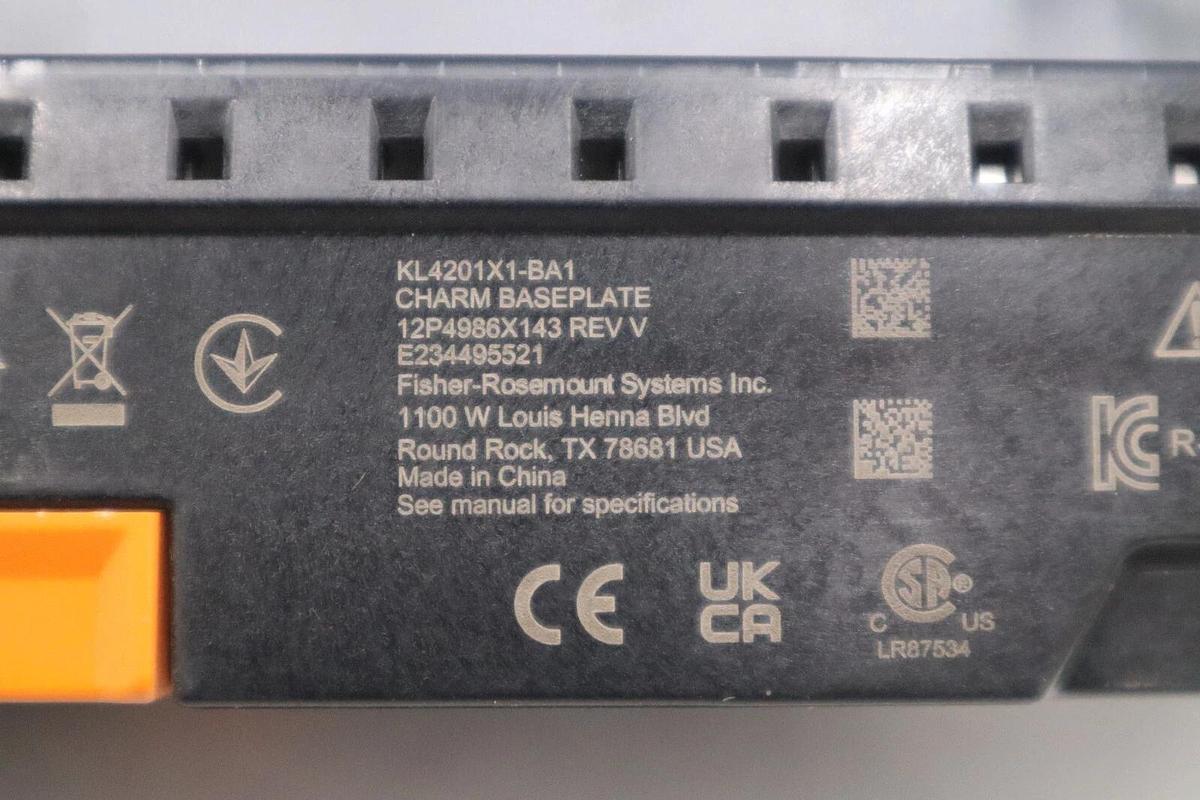 KL4201X1-BA1
CHARM BASEPLATE
12P4986X143 REV V
E234495521
Fisher-Rosemount Systems Inc.
1100 W Louis Henna Blvd
Round Rock, TX 78681 USA
Made in China
See manual for specifications
R-
CE
UK
CA
SA®
C US
LR87534